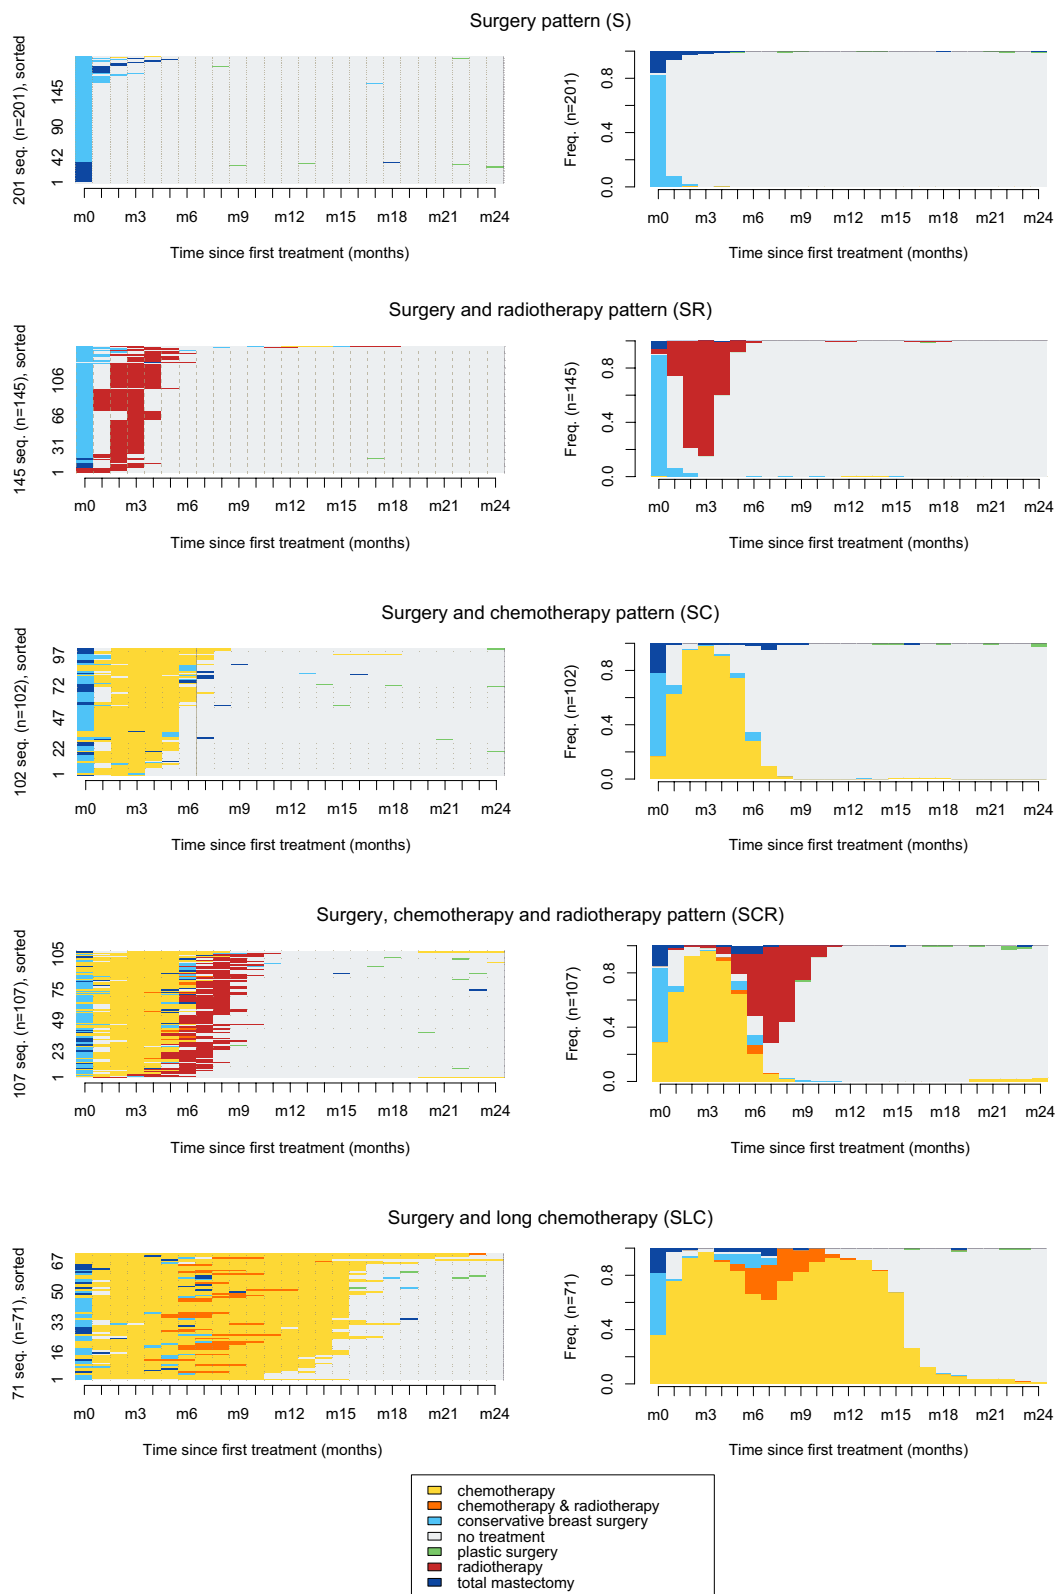 Surgery pattern (S)
201 seq. (n=201), sorted
1 42 90 145
m0 m3 m6 m9 m12 m15 m18 m21 m24
Time since first treatment (months)
Freq. (n=201)
0.0 0.4 0.8
m0 m3 m6 m9 m12 m15 m18 m21 m24
Time since first treatment (months)
Surgery and radiotherapy pattern (SR)
145 seq. (n=145), sorted
1 31 66 106
m0 m3 m6 m9 m12 m15 m18 m21 m24
Time since first treatment (months)
Freq. (n=145)
0.0 0.4 0.8
m0 m3 m6 m9 m12 m15 m18 m21 m24
Time since first treatment (months)
Surgery and chemotherapy pattern (SC)
102 seq. (n=102), sorted
1 22 47 72 97
m0 m3 m6 m9 m12 m15 m18 m21 m24
Time since first treatment (months)
Freq. (n=102)
0.0 0.4 0.8
m0 m3 m6 m9 m12 m15 m18 m21 m24
Time since first treatment (months)
Surgery, chemotherapy and radiotherapy pattern (SCR)
107 seq. (n=107), sorted
1 23 49 75 105
m0 m3 m6 m9 m12 m15 m18 m21 m24
Time since first treatment (months)
Freq. (n=107)
0.0 0.4 0.8
m0 m3 m6 m9 m12 m15 m18 m21 m24
Time since first treatment (months)
Surgery and long chemotherapy (SLC)
71 seq. (n=71), sorted
1 16 33 50 67
m0 m3 m6 m9 m12 m15 m18 m21 m24
Time since first treatment (months)
Freq. (n=71)
0.0 0.4 0.8
m0 m3 m6 m9 m12 m15 m18 m21 m24
Time since first treatment (months)
chemotherapy
chemotherapy & radiotherapy
conservative breast surgery
no treatment
plastic surgery
radiotherapy
total mastectomy